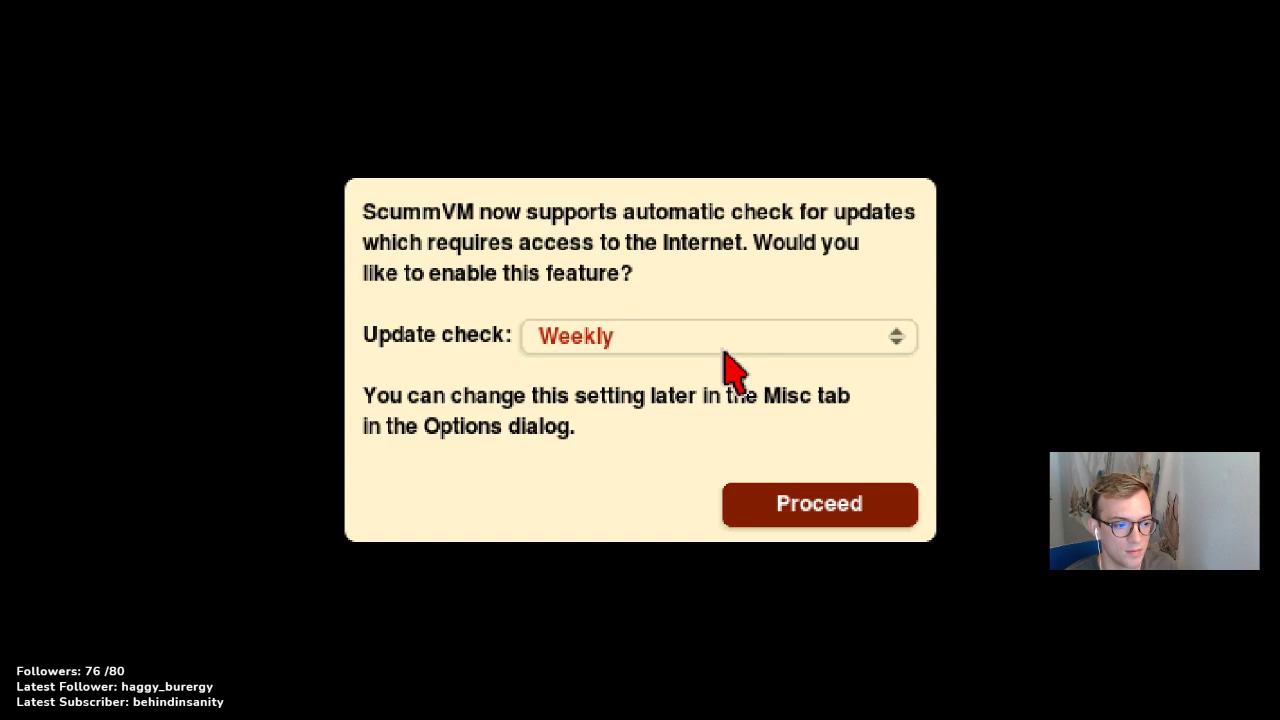 ScummVM now supports automatic check for updates
which requires access to the Internet. Would you
like to enable this feature?
Update check: Weekly
You can change this setting later in the Misc tab
in the Options dialog.
Proceed
Followers: 76 /80
Latest Follower: haggy_burergy
Latest Subscriber: behindinsanity